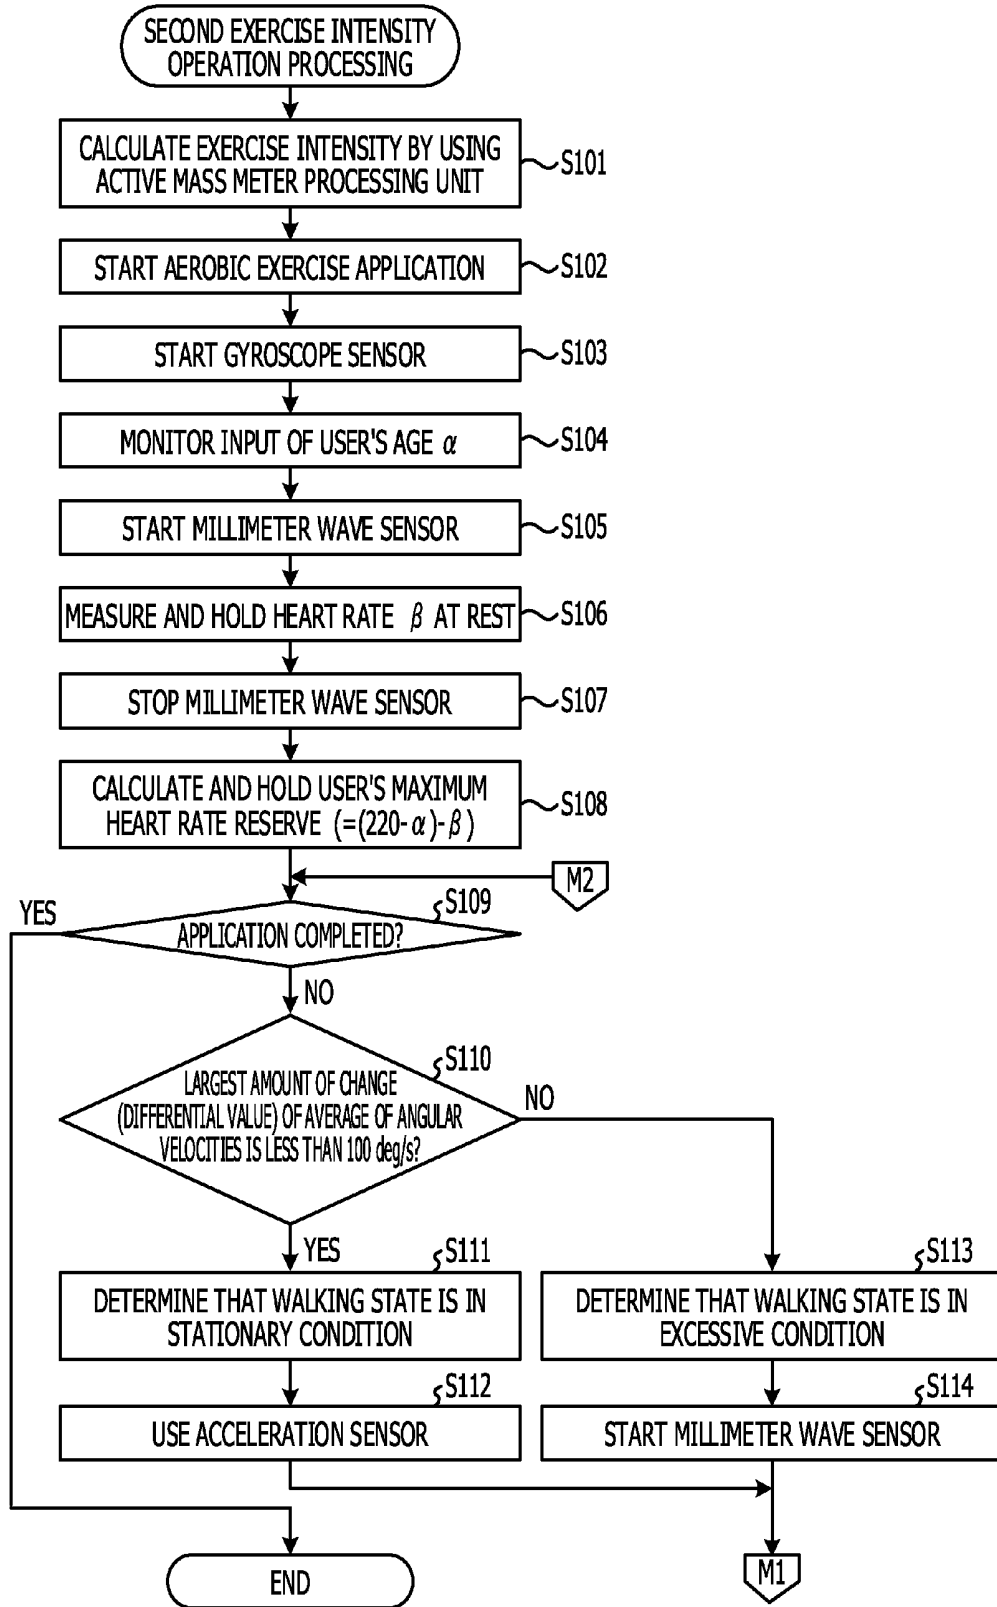 SECOND EXERCISE INTENSITY
OPERATION PROCESSING
CALCULATE EXERCISE INTENSITY BY USING
ACTIVE MASS METER PROCESSING UNIT
S101
START AEROBIC EXERCISE APPLICATION
S102
START GYROSCOPE SENSOR
S103
MONITOR INPUT OF USER'S AGE α
S104
START MILLIMETER WAVE SENSOR
S105
MEASURE AND HOLD HEART RATE β AT REST
S106
STOP MILLIMETER WAVE SENSOR
S107
CALCULATE AND HOLD USER'S MAXIMUM
HEART RATE RESERVE (=(220-α)-β)
S108
M2
YES
S109
APPLICATION COMPLETED?
NO
S110
LARGEST AMOUNT OF CHANGE
(DIFFERENTIAL VALUE) OF AVERAGE OF ANGULAR
VELOCITIES IS LESS THAN 100 deg/s?
NO
YES
S111
DETERMINE THAT WALKING STATE IS IN
STATIONARY CONDITION
S113
DETERMINE THAT WALKING STATE IS IN
EXCESSIVE CONDITION
S112
USE ACCELERATION SENSOR
S114
START MILLIMETER WAVE SENSOR
END
M1